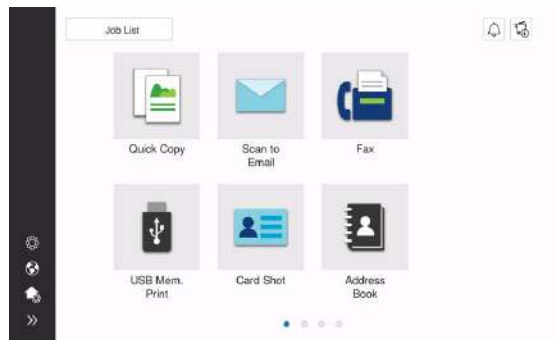 Job List
Quick Copy
Scan to
Email
Fax
USB Mem.
Print
Card Shot
Address
Book